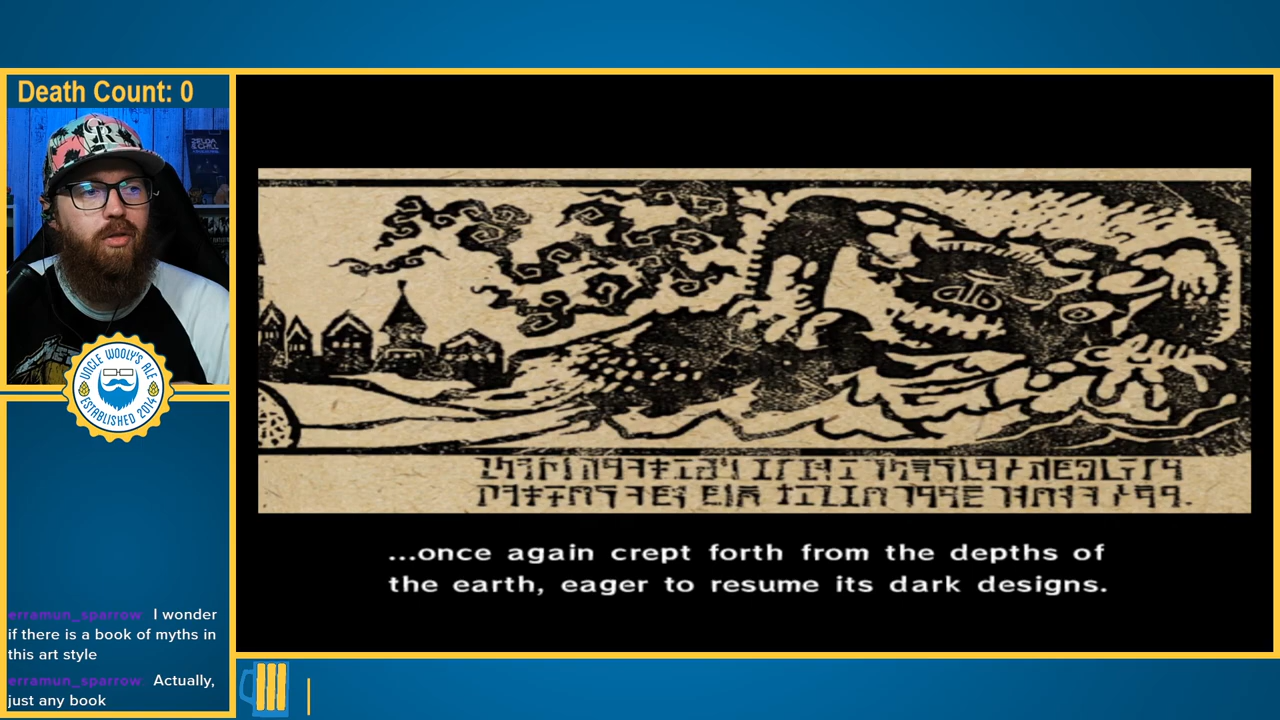 Death Count: 0
UNCLE WOOLY'S ALE
ESTABLISHED 2014
erramun_sparrow: I wonder
if there is a book of myths in
this art style
erramun_sparrow: Actually,
just any book
...once again crept forth from the depths of
the earth, eager to resume its dark designs.